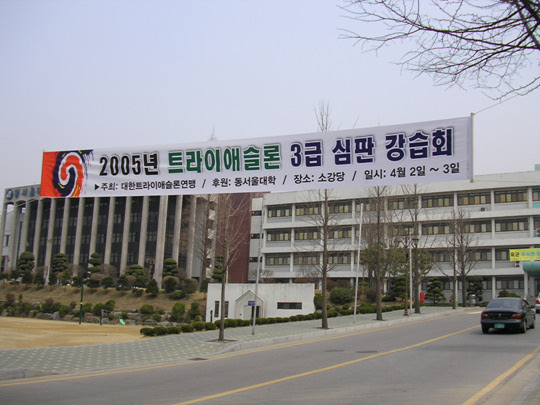 2005년 트라이애슬론 3급 심판 강습회
▶주최: 대한트라이애슬론연맹 / 후원: 동서울대학 / 장소: 소강당 / 일시: 4월 2일 ~ 3일